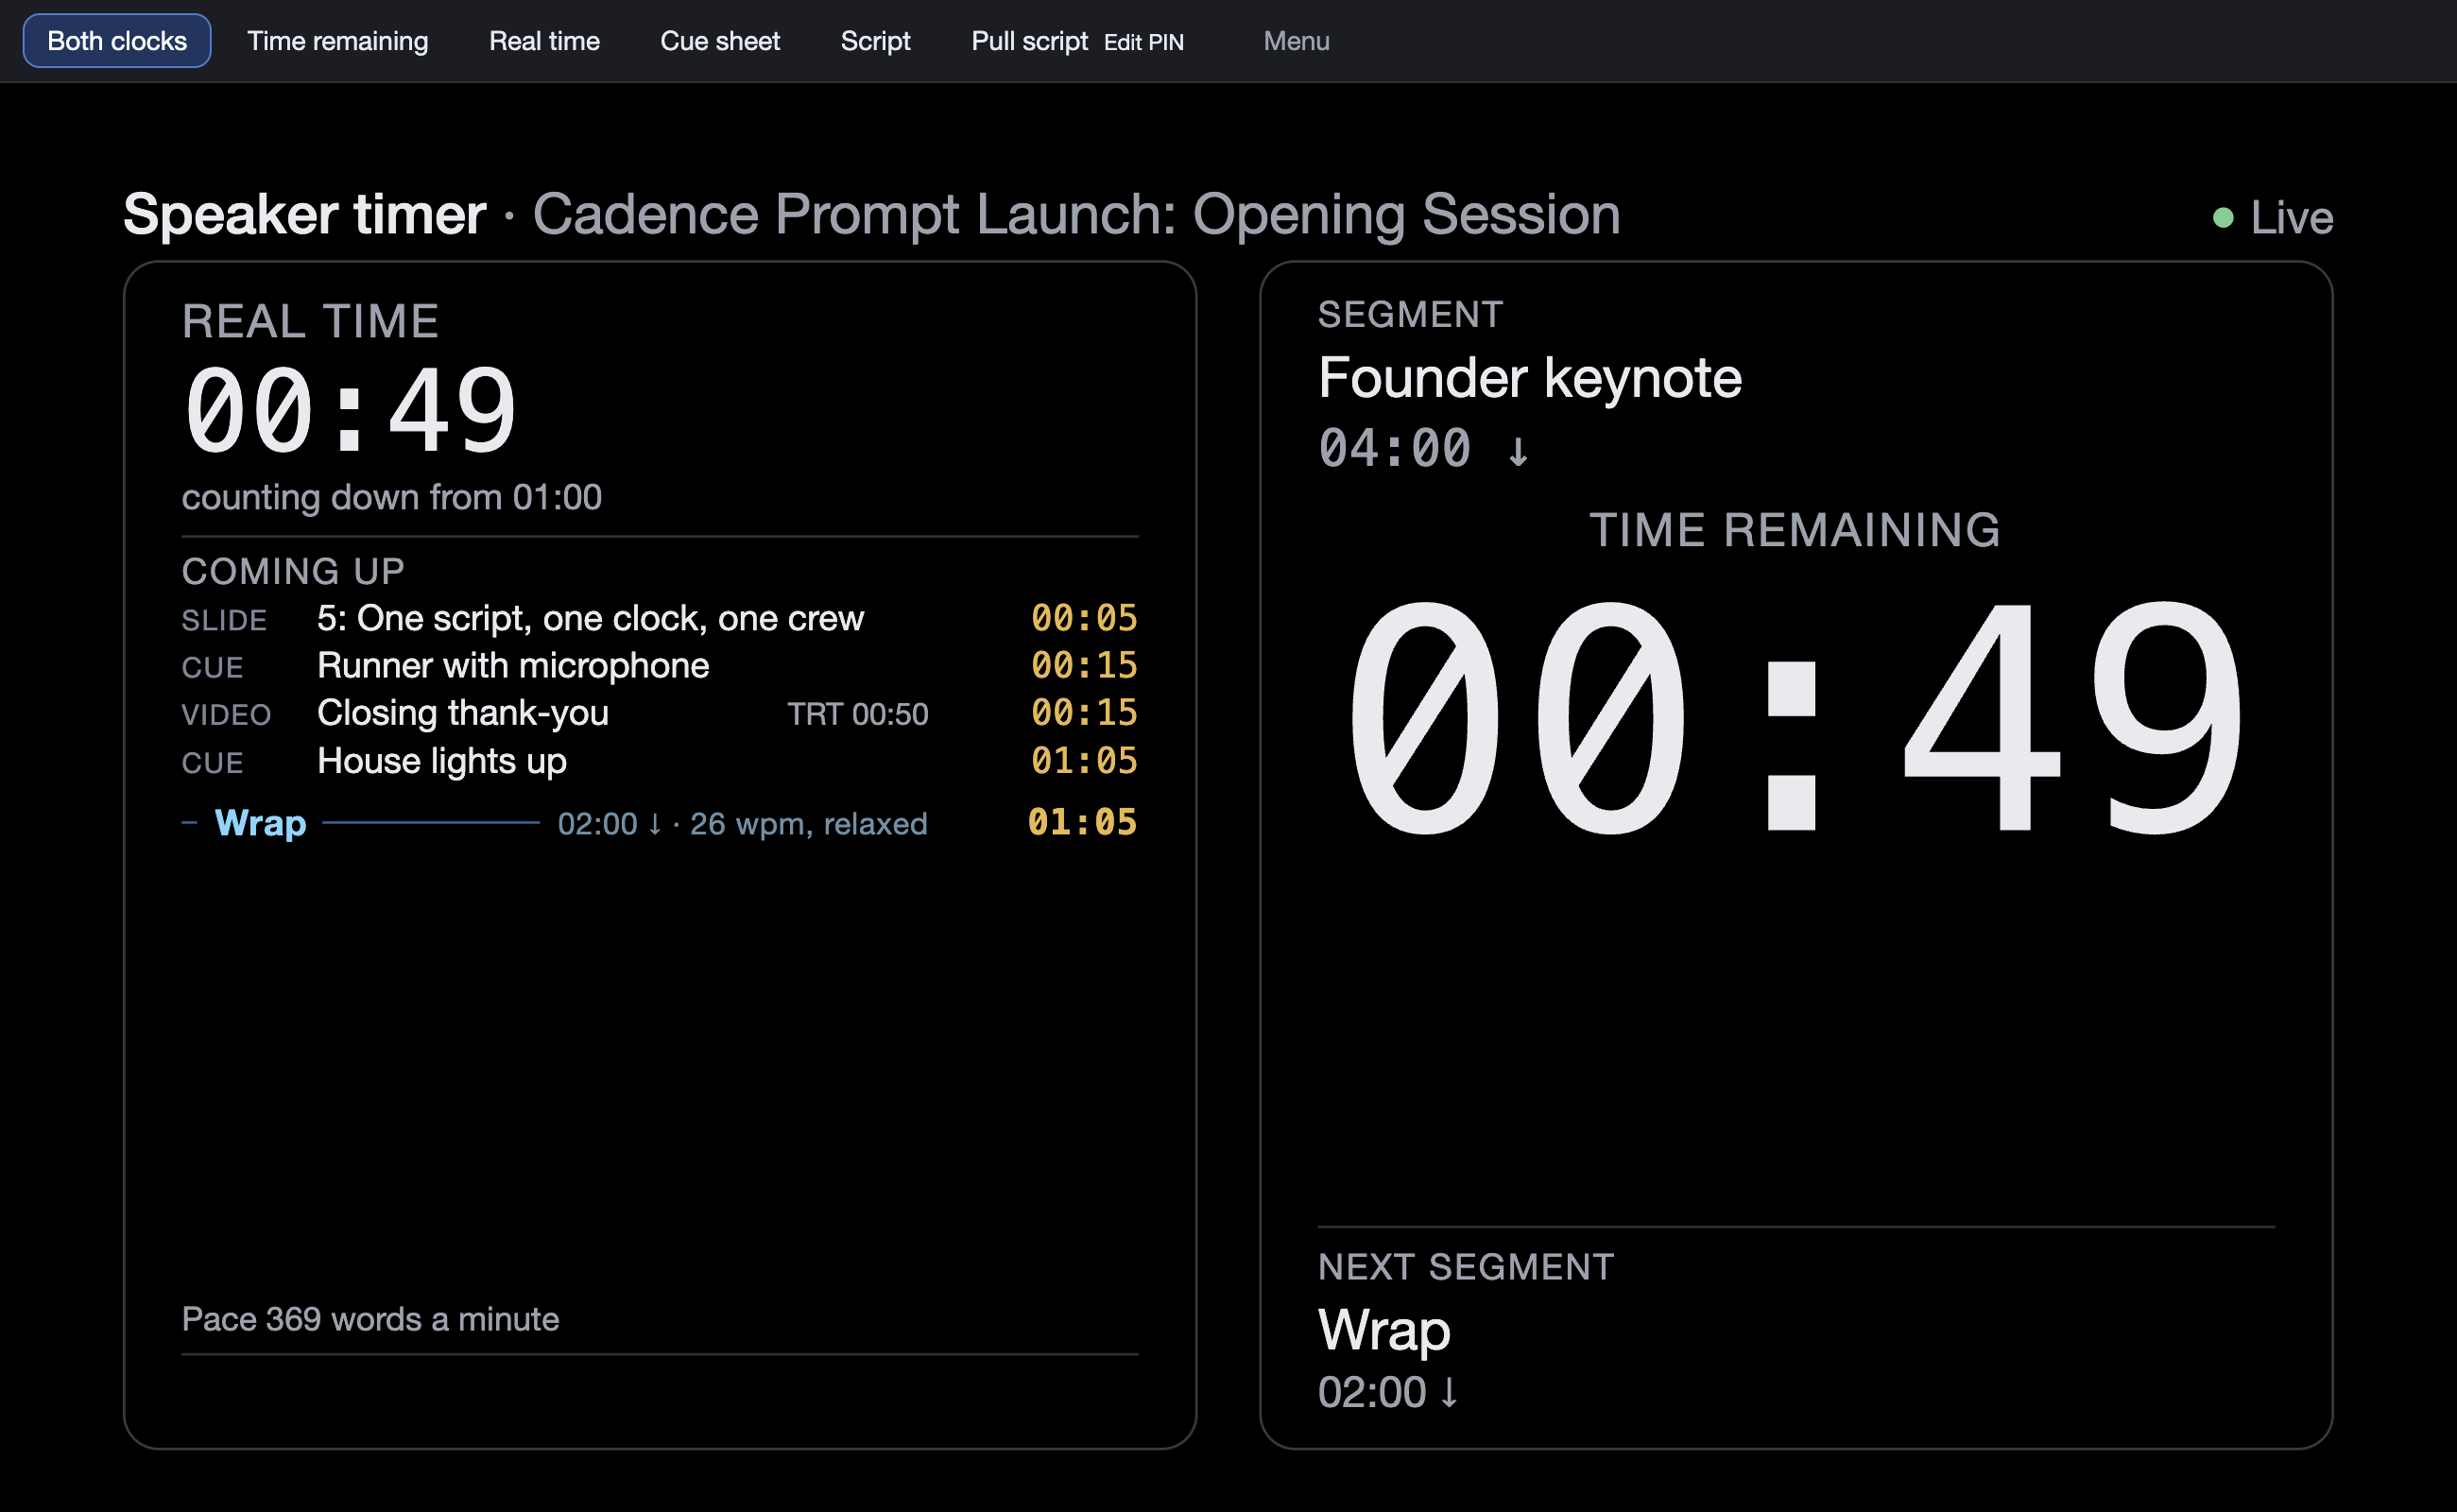 Both clocks Time remaining Real time Cue sheet Script Pull script Edit PIN Menu
Speaker timer · Cadence Prompt Launch: Opening Session
Live
REAL TIME
00:49
counting down from 01:00
COMING UP
SLIDE 5: One script, one clock, one crew 00:05
CUE Runner with microphone 00:15
VIDEO Closing thank-you TRT 00:50 00:15
CUE House lights up 01:05
Wrap 02:00 ↓ · 26 wpm, relaxed 01:05
Pace 369 words a minute
SEGMENT
Founder keynote
04:00 ↓
TIME REMAINING
00:49
NEXT SEGMENT
Wrap
02:00 ↓